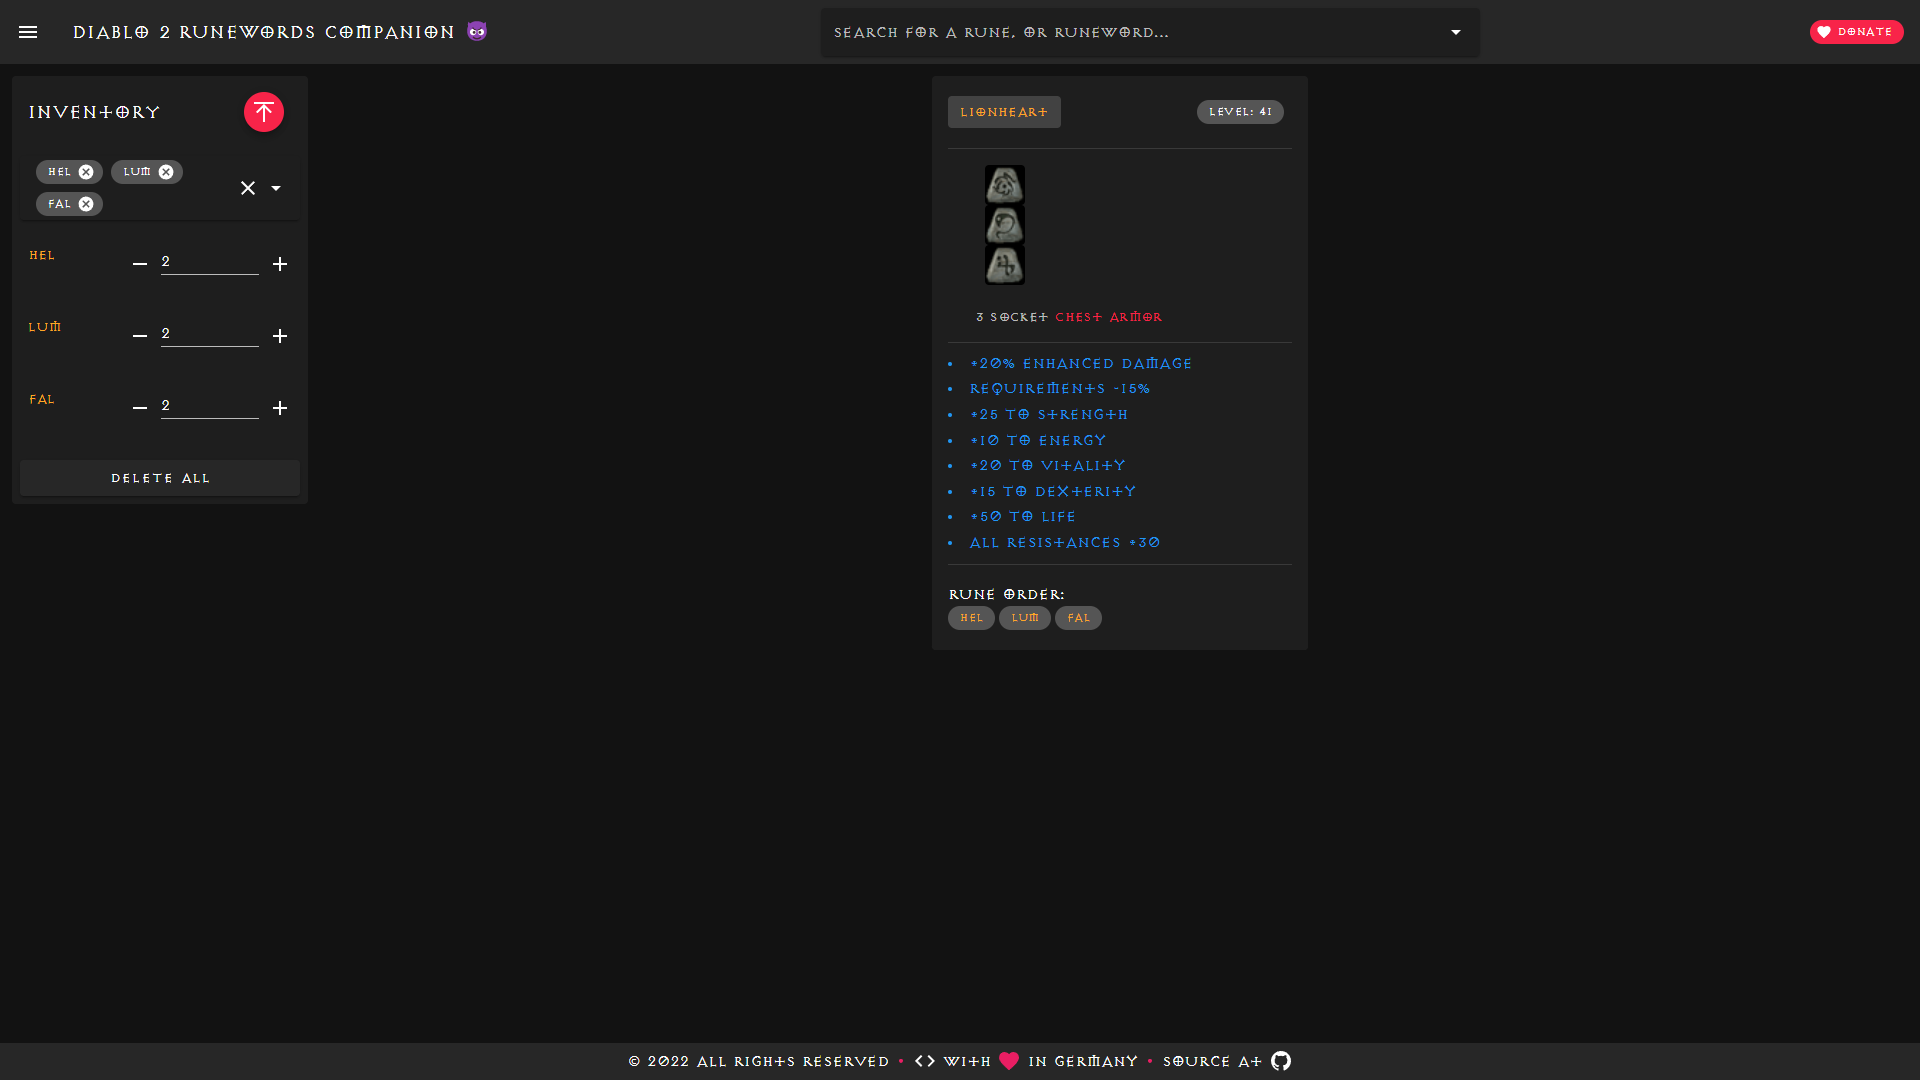 DIABLO 2 RUNEWORDS COMPANION
SEARCH FOR A RUNE, OR RUNEWORD...
DONATE
INVENTORY
HEL
LUM
FAL
HEL
2
LUM
2
FAL
2
DELETE ALL
LIONHEART
LEVEL: 41
3 SOCKET CHEST ARMOR
+20% ENHANCED DAMAGE
REQUIREMENTS -15%
+25 TO STRENGTH
+10 TO ENERGY
+20 TO VITALITY
+15 TO DEXTERITY
+50 TO LIFE
ALL RESISTANCES +30
RUNE ORDER:
HEL LUM FAL
© 2022 ALL RIGHTS RESERVED • <> WITH ♥ IN GERMANY • SOURCE AT